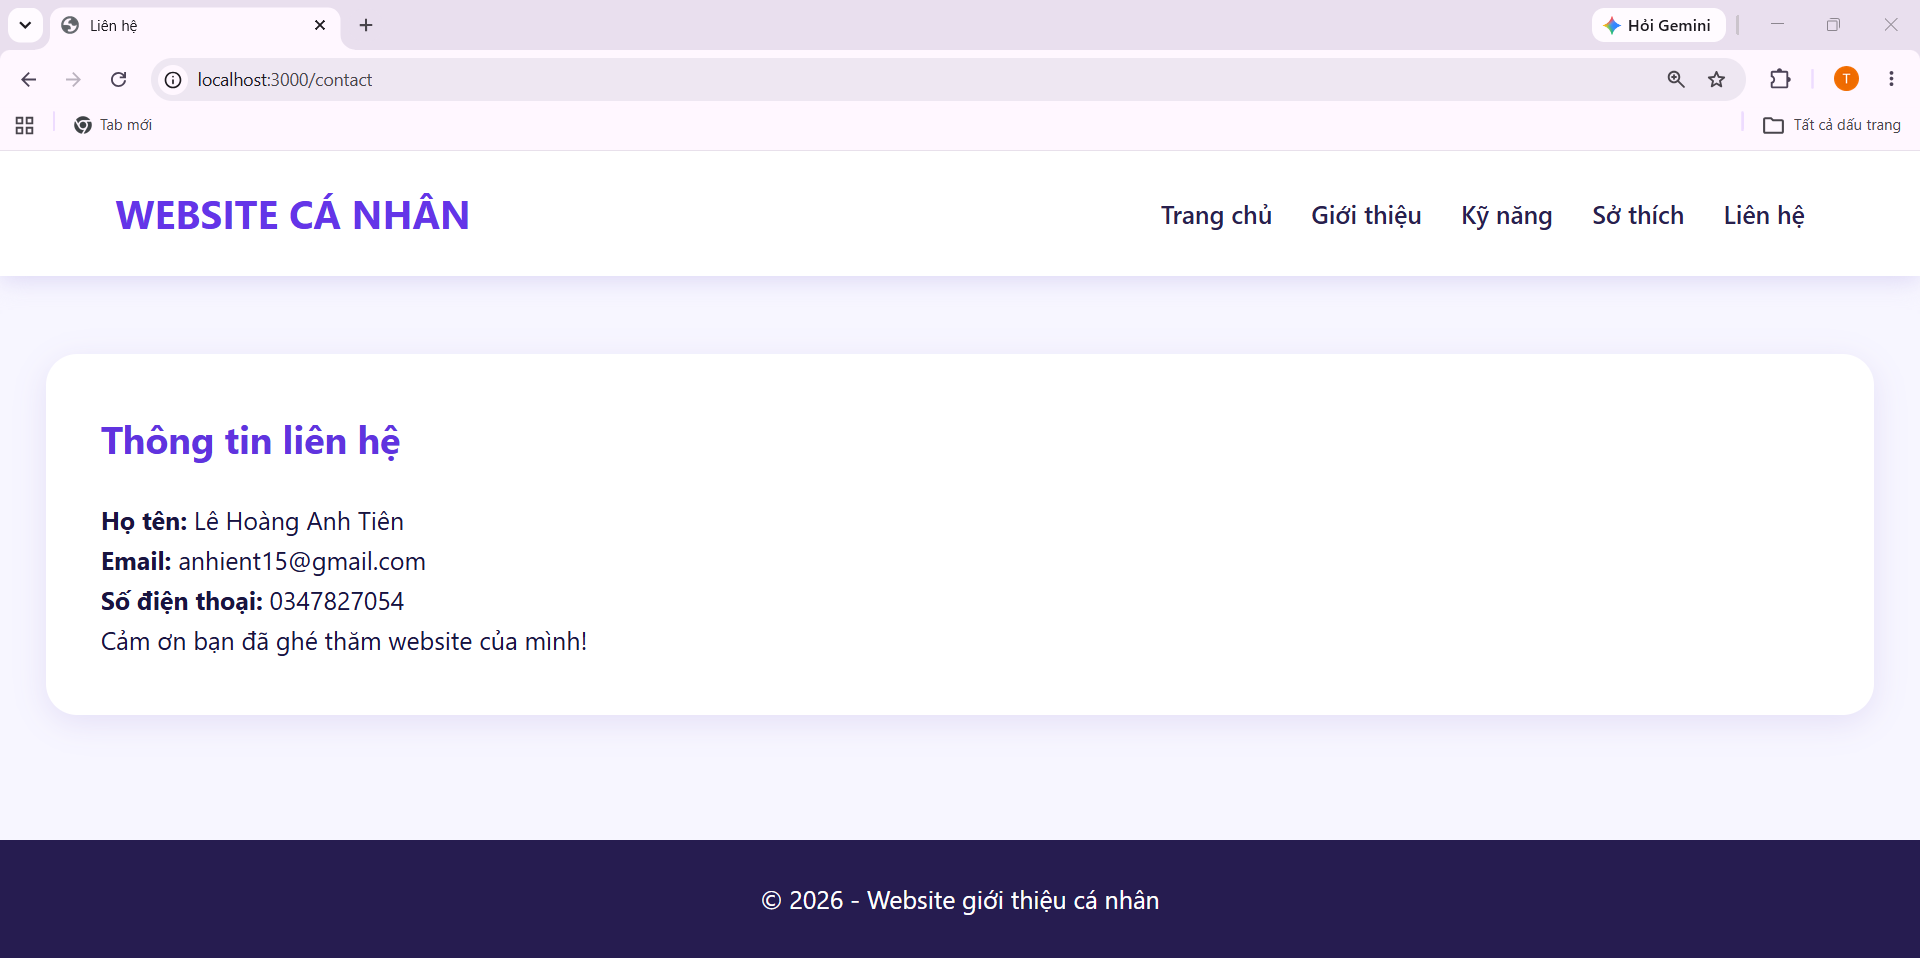 Liên hệ
Hỏi Gemini
localhost:3000/contact
T
Tab mới
Tất cả dấu trang
WEBSITE CÁ NHÂN
Trang chủ Giới thiệu Kỹ năng Sở thích Liên hệ
Thông tin liên hệ
Họ tên: Lê Hoàng Anh Tiên
Email: anhient15@gmail.com
Số điện thoại: 0347827054
Cảm ơn bạn đã ghé thăm website của mình!
© 2026 - Website giới thiệu cá nhân